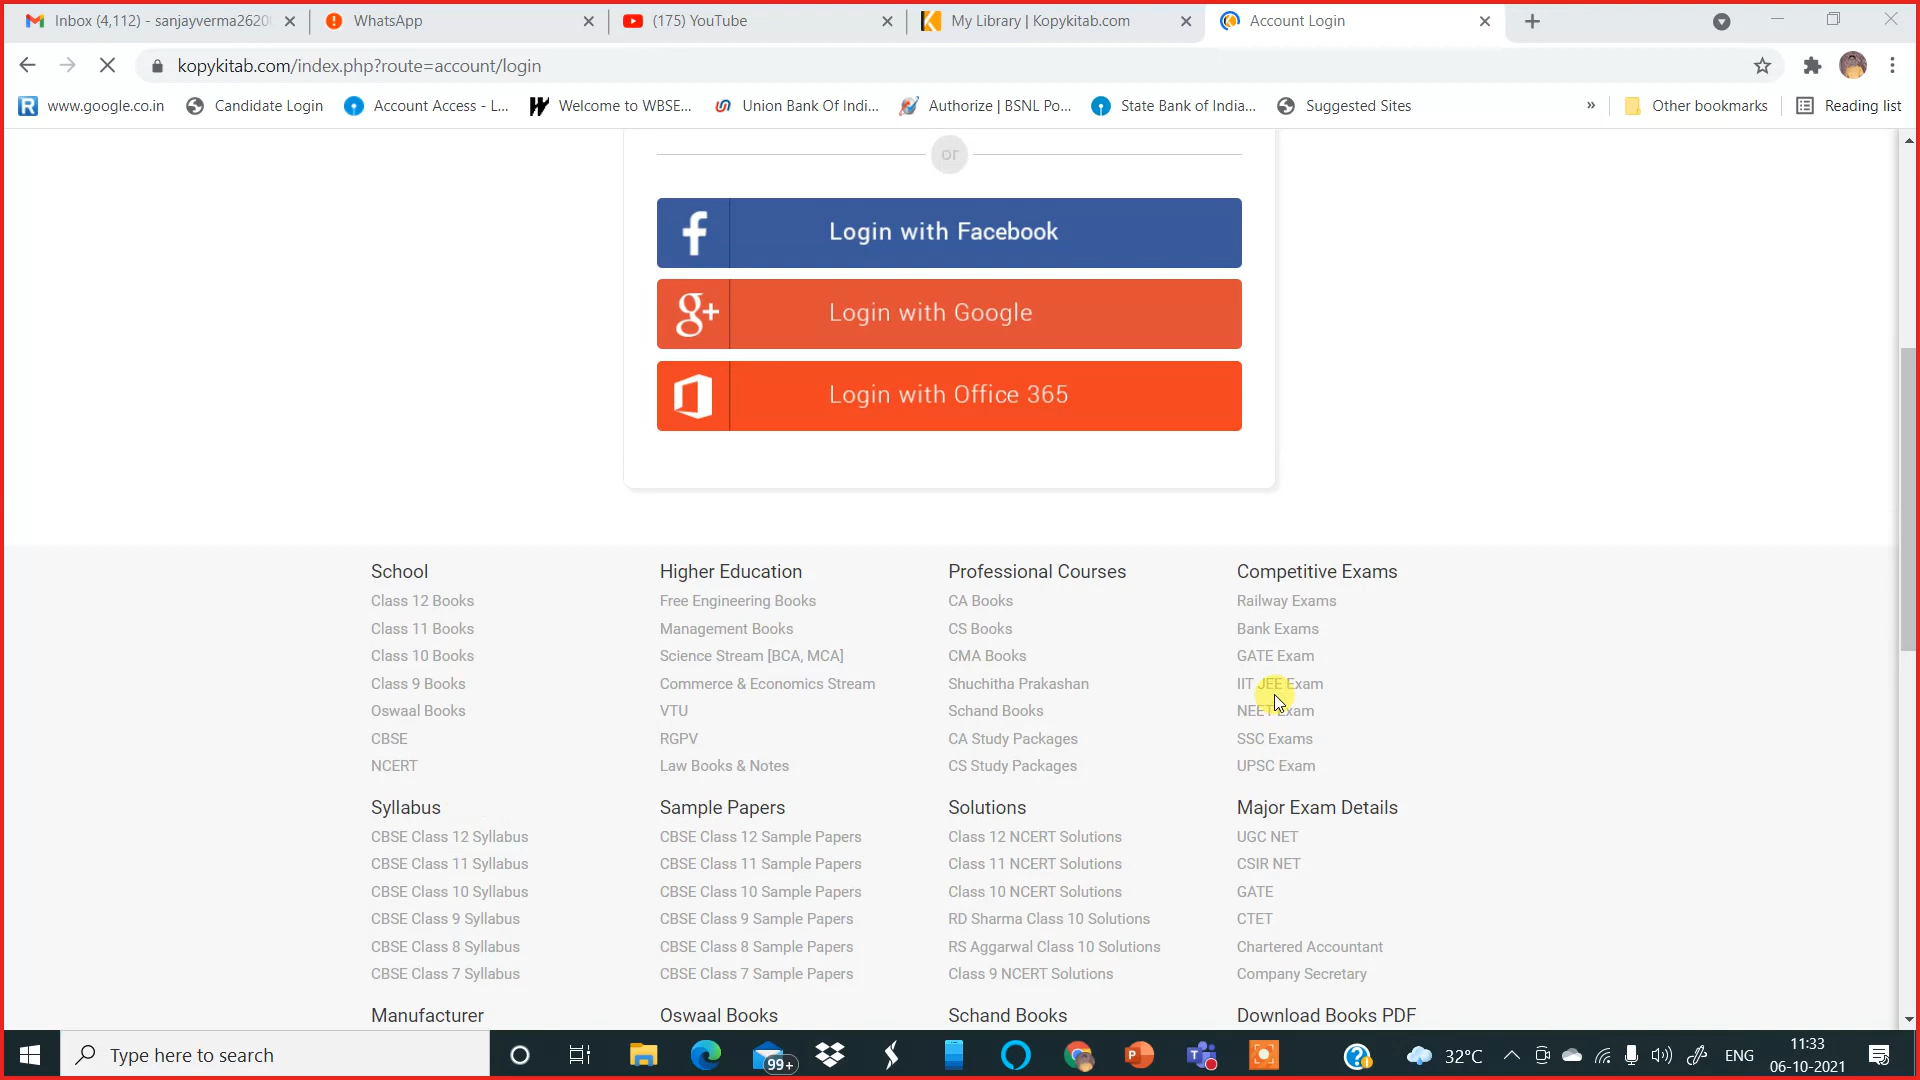 Inbox (4,112) - sanjayverma2620
WhatsApp
(175) YouTube
My Library | Kopykitab.com
Account Login
kopykitab.com/index.php?route=account/login
www.google.co.in
Candidate Login
Account Access - L...
Welcome to WBSE...
Union Bank Of Indi...
Authorize | BSNL Po...
State Bank of India...
Suggested Sites
»
Other bookmarks
Reading list
or
Login with Facebook
Login with Google
Login with Office 365
School
Higher Education
Professional Courses
Competitive Exams
Class 12 Books
Free Engineering Books
CA Books
Railway Exams
Class 11 Books
Management Books
CS Books
Bank Exams
Class 10 Books
Science Stream [BCA, MCA]
CMA Books
GATE Exam
Class 9 Books
Commerce & Economics Stream
Shuchitha Prakashan
IIT JEE Exam
Oswaal Books
VTU
Schand Books
NEET Exam
CBSE
RGPV
CA Study Packages
SSC Exams
NCERT
Law Books & Notes
CS Study Packages
UPSC Exam
Syllabus
Sample Papers
Solutions
Major Exam Details
CBSE Class 12 Syllabus
CBSE Class 12 Sample Papers
Class 12 NCERT Solutions
UGC NET
CBSE Class 11 Syllabus
CBSE Class 11 Sample Papers
Class 11 NCERT Solutions
CSIR NET
CBSE Class 10 Syllabus
CBSE Class 10 Sample Papers
Class 10 NCERT Solutions
GATE
CBSE Class 9 Syllabus
CBSE Class 9 Sample Papers
RD Sharma Class 10 Solutions
CTET
CBSE Class 8 Syllabus
CBSE Class 8 Sample Papers
RS Aggarwal Class 10 Solutions
Chartered Accountant
CBSE Class 7 Syllabus
CBSE Class 7 Sample Papers
Class 9 NCERT Solutions
Company Secretary
Manufacturer
Oswaal Books
Schand Books
Download Books PDF
Type here to search
99+
32°C
ENG
11:33
06-10-2021